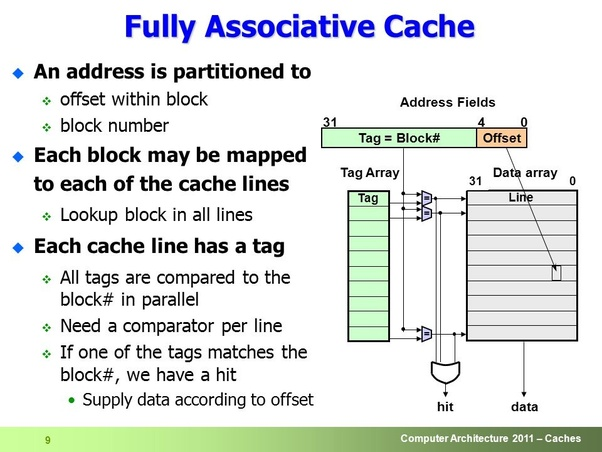 Fully Associative Cache
An address is partitioned to
offset within block
block number
Each block may be mapped
to each of the cache lines
Lookup block in all lines
Each cache line has a tag
All tags are compared to the
block# in parallel
Need a comparator per line
If one of the tags matches the
block#, we have a hit
Supply data according to offset
Address Fields
31 4 0
Tag = Block# Offset
Tag Array Data array
31 0
Tag Line
=
=
=
hit data
9 Computer Architecture 2011 – Caches